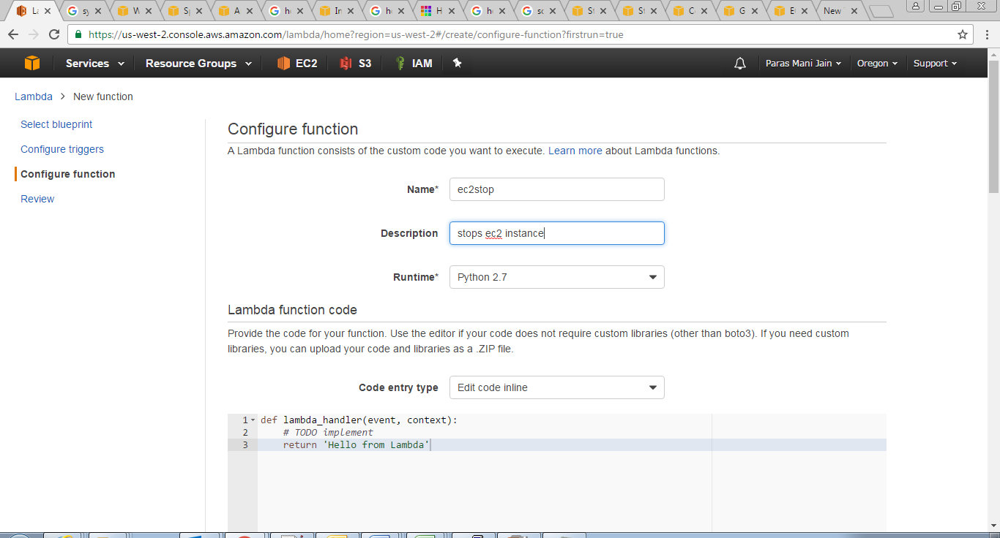 La
sy
W
Sp
A
ho
In
ho
H
ho
sc
St
St
C
G
E
New
https://us-west-2.console.aws.amazon.com/lambda/home?region=us-west-2#/create/configure-function?firstrun=true
Services Resource Groups EC2 S3 IAM Paras Mani Jain Oregon Support
Lambda > New function
Select blueprint
Configure triggers
Configure function
Review
Configure function
A Lambda function consists of the custom code you want to execute. Learn more about Lambda functions.
Name* ec2stop
Description stops ec2 instance
Runtime* Python 2.7
Lambda function code
Provide the code for your function. Use the editor if your code does not require custom libraries (other than boto3). If you need custom
libraries, you can upload your code and libraries as a .ZIP file.
Code entry type Edit code inline
1 def lambda_handler(event, context):
2 # TODO implement
3 return 'Hello from Lambda'